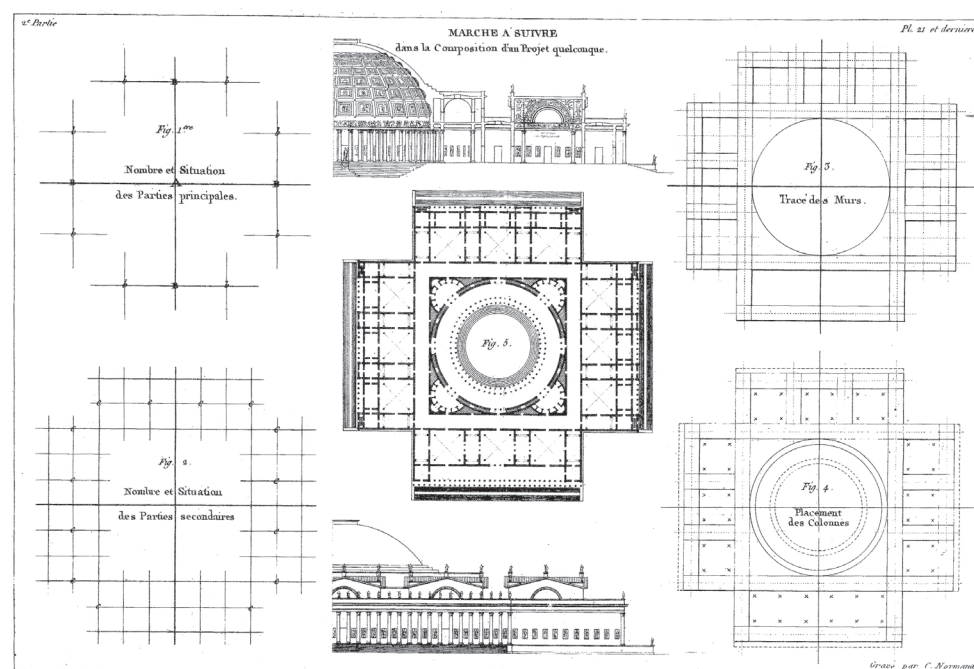 2.e Partie
MARCHE A SUIVRE
dans la Composition d'un Projet quelconque.
Pl. 21 et dernière
Fig. 1ere
Nombre et Situation
des Parties principales.
B
B
A
B
B
Fig. 3.
Tracé des Murs.
Fig. 5.
Fig. 2.
Nombre et Situation
des Parties secondaires
Fig. 4.
Placement
des Colonnes
Gravé par C. Normand